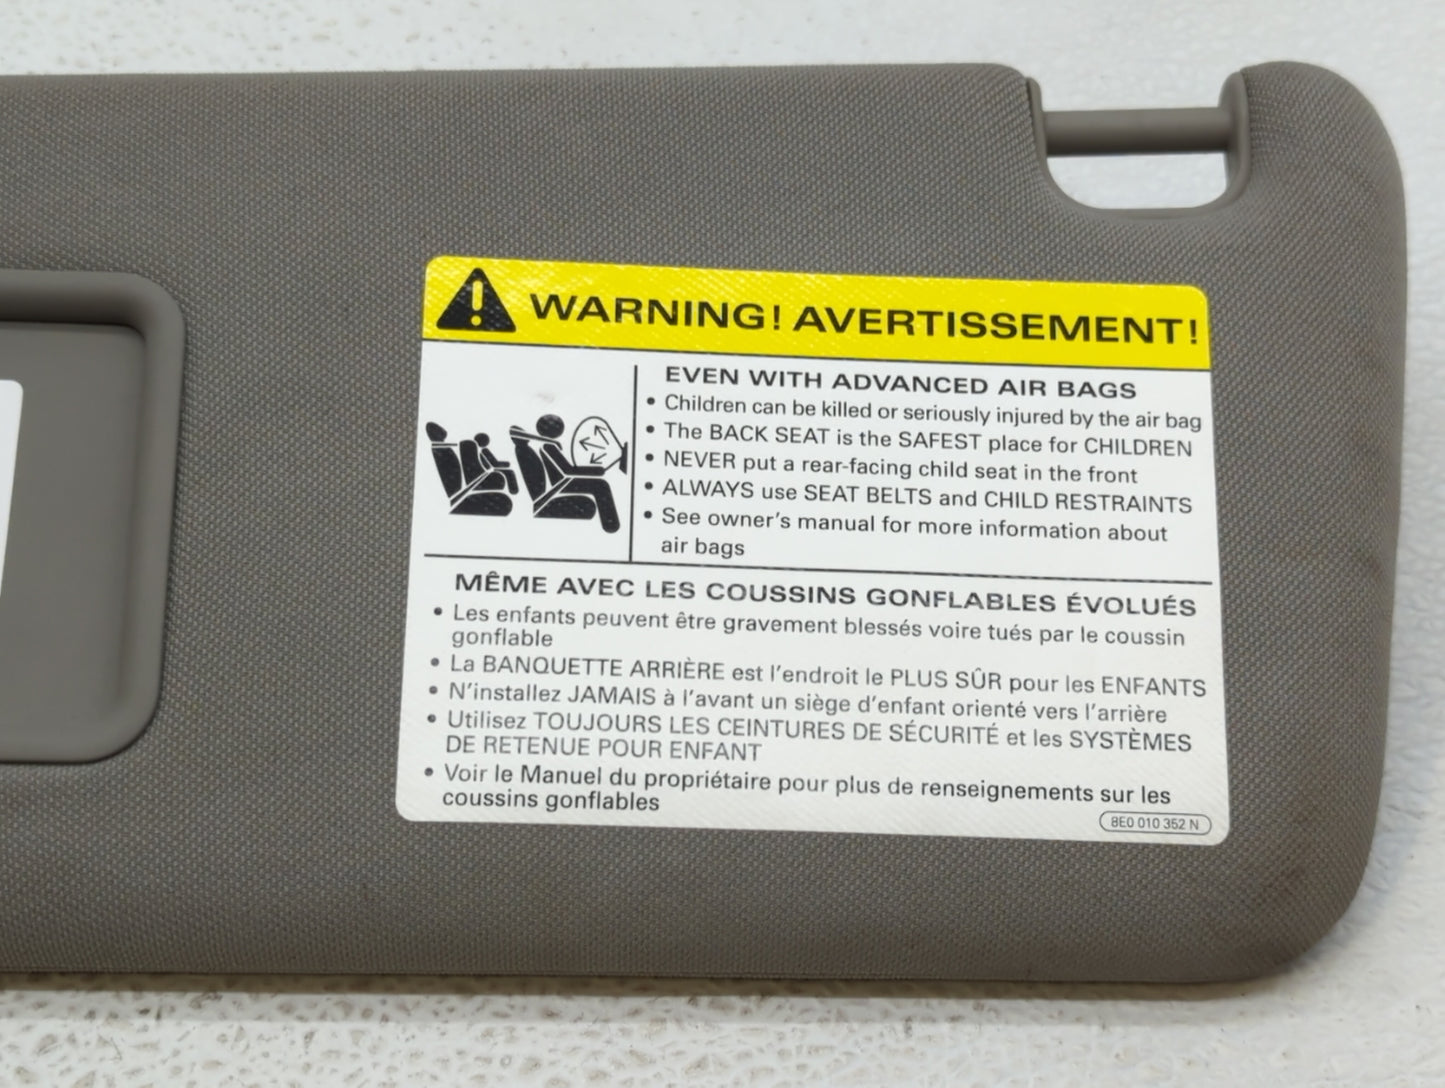 WARNING! AVERTISSEMENT!
EVEN WITH ADVANCED AIR BAGS
• Children can be killed or seriously injured by the air bag
• The BACK SEAT is the SAFEST place for CHILDREN
• NEVER put a rear-facing child seat in the front
• ALWAYS use SEAT BELTS and CHILD RESTRAINTS
• See owner's manual for more information about
air bags
MÊME AVEC LES COUSSINS GONFLABLES ÉVOLUÉS
• Les enfants peuvent être gravement blessés voire tués par le coussin
gonflable
• La BANQUETTE ARRIÈRE est l'endroit le PLUS SÛR pour les ENFANTS
• N'installez JAMAIS à l'avant un siège d'enfant orienté vers l'arrière
• Utilisez TOUJOURS LES CEINTURES DE SÉCURITÉ et les SYSTÈMES
DE RETENUE POUR ENFANT
• Voir le Manuel du propriétaire pour plus de renseignements sur les
coussins gonflables
8E0 010 352 N